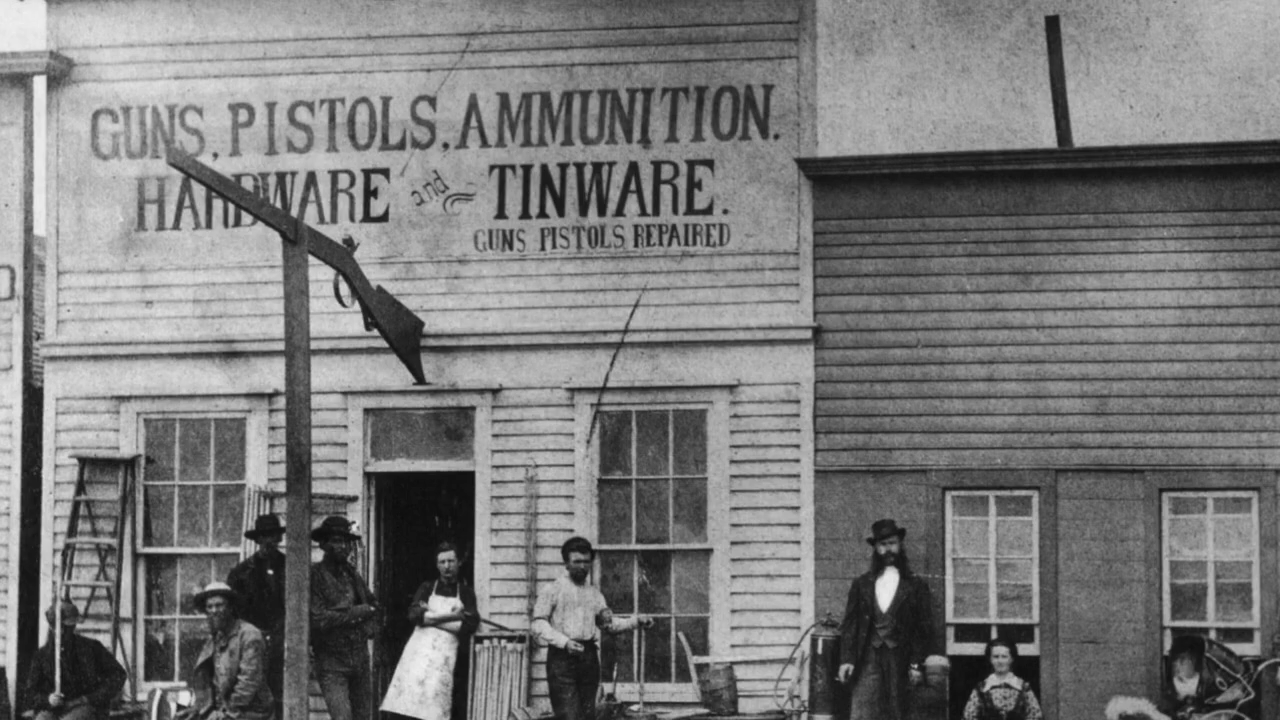 GUNS, PISTOLS, AMMUNITION.
HARDWARE and TINWARE.
GUNS PISTOLS REPAIRED